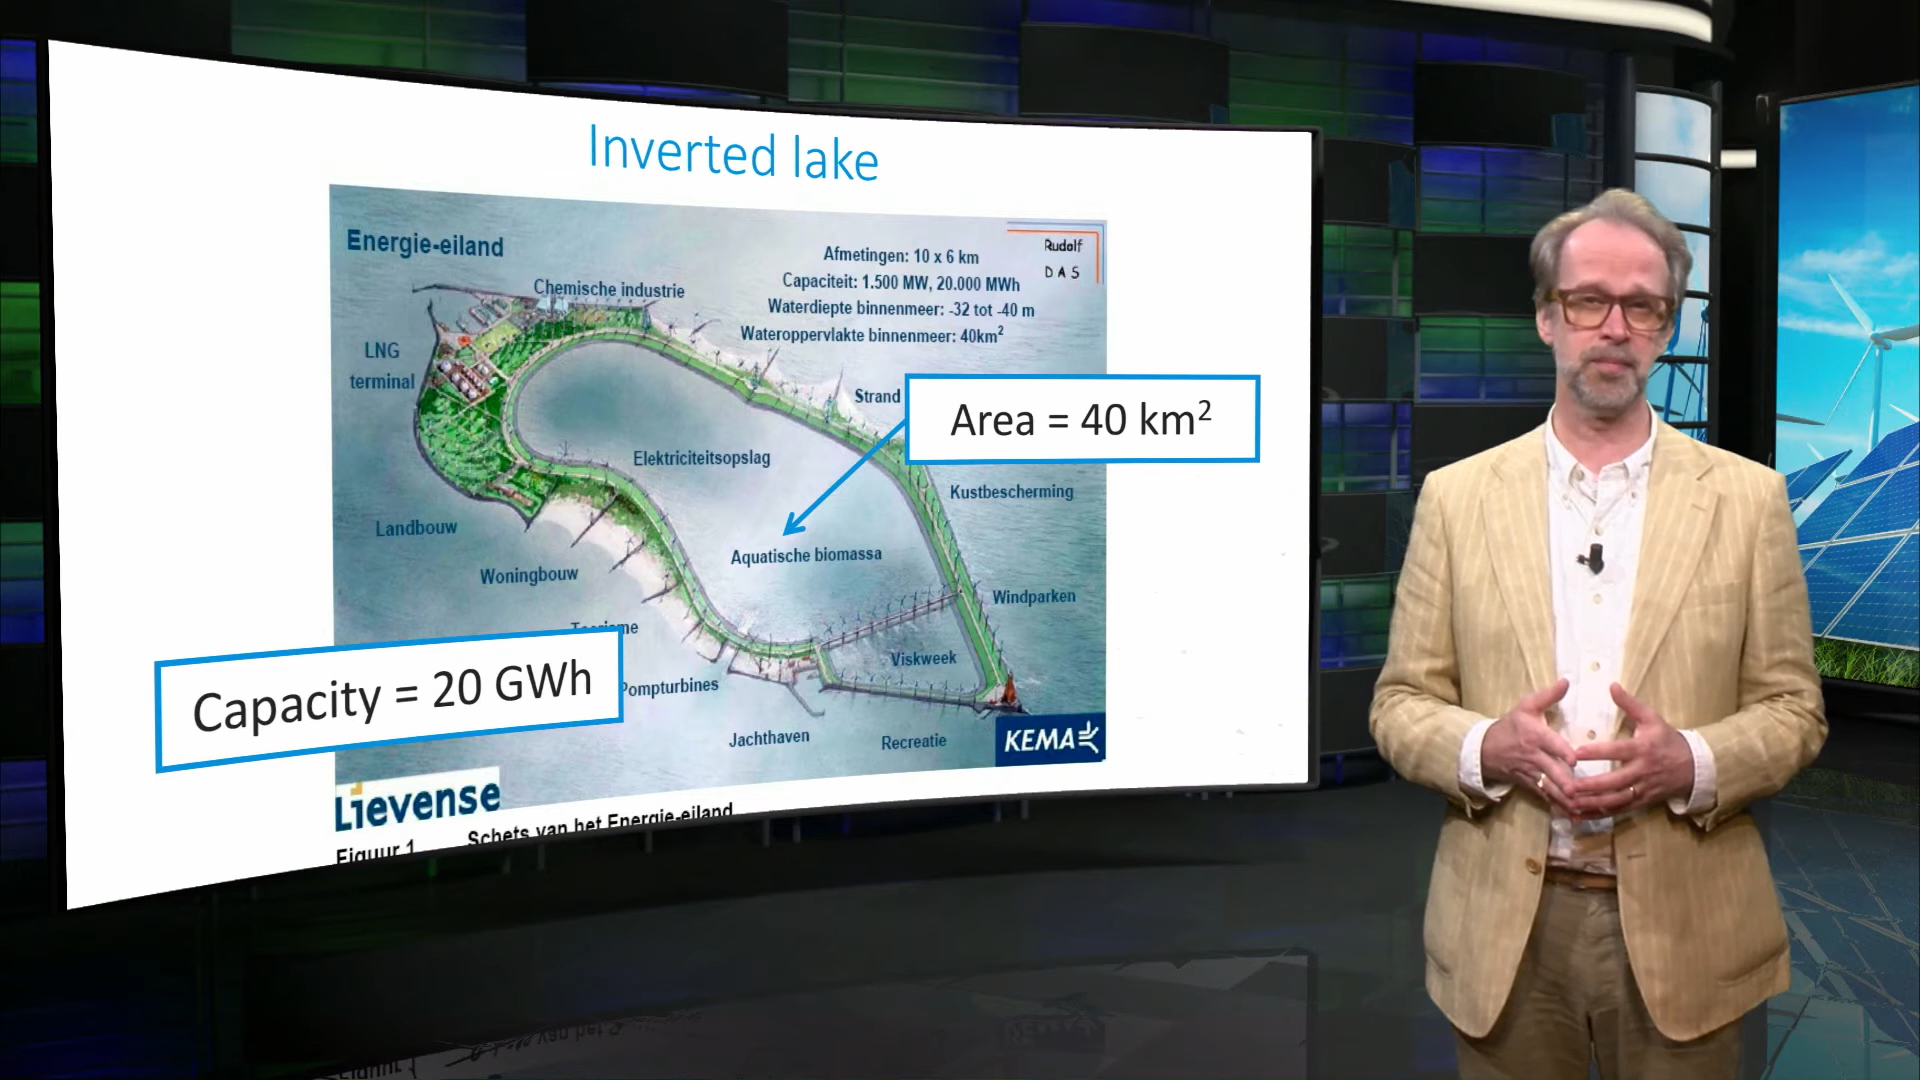 Inverted lake
Energie-eiland
Rudolf
DAS
Afmetingen: 10 x 6 km
Capaciteit: 1.500 MW, 20.000 MWh
Waterdiepte binnenmeer: -32 tot -40 m
Wateroppervlakte binnenmeer: 40km²
Chemische industrie
LNG
terminal
Strand
Area = 40 km²
Elektriciteitsopslag
Kustbescherming
Landbouw
Aquatische biomassa
Woningbouw
Windparken
Viskweek
Capacity = 20 GWh
Pompturbines
Jachthaven
Recreatie
KEMA
Lievense
Figuur 1 Schets van het Energie-eiland